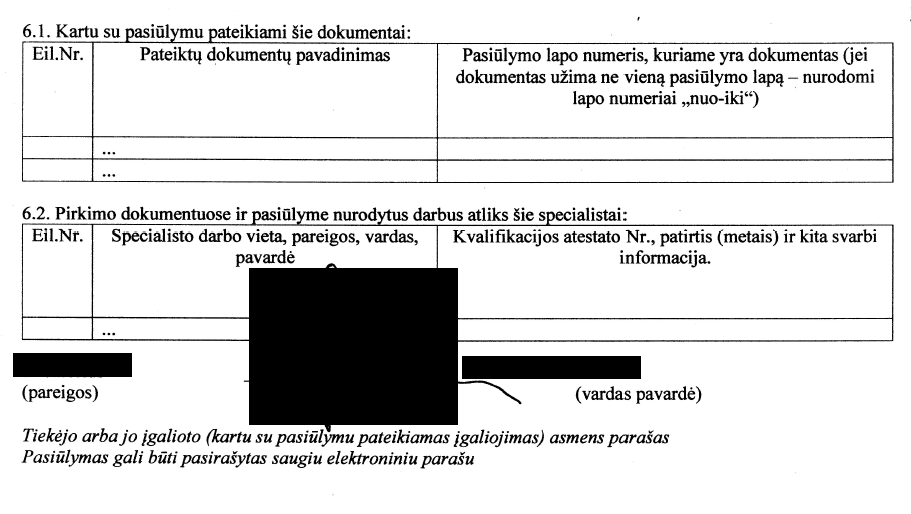 6.1. Kartu su pasiūlymu pateikiami šie dokumentai:
Eil.Nr.
Pateiktų dokumentų pavadinimas
Pasiūlymo lapo numeris, kuriame yra dokumentas (jei
dokumentas užima ne vieną pasiūlymo lapą – nurodomi
lapo numeriai „nuo-iki“)
...
...
6.2. Pirkimo dokumentuose ir pasiūlyme nurodytus darbus atliks šie specialistai:
Eil.Nr.
Specialisto darbo vieta, pareigos, vardas,
pavardė
Kvalifikacijos atestato Nr., patirtis (metais) ir kita svarbi
informacija.
...
(pareigos)
(vardas pavardė)
Tiekėjo arba jo įgalioto (kartu su pasiūlymu pateikiamas įgaliojimas) asmens parašas
Pasiūlymas gali būti pasirašytas saugiu elektroniniu parašu